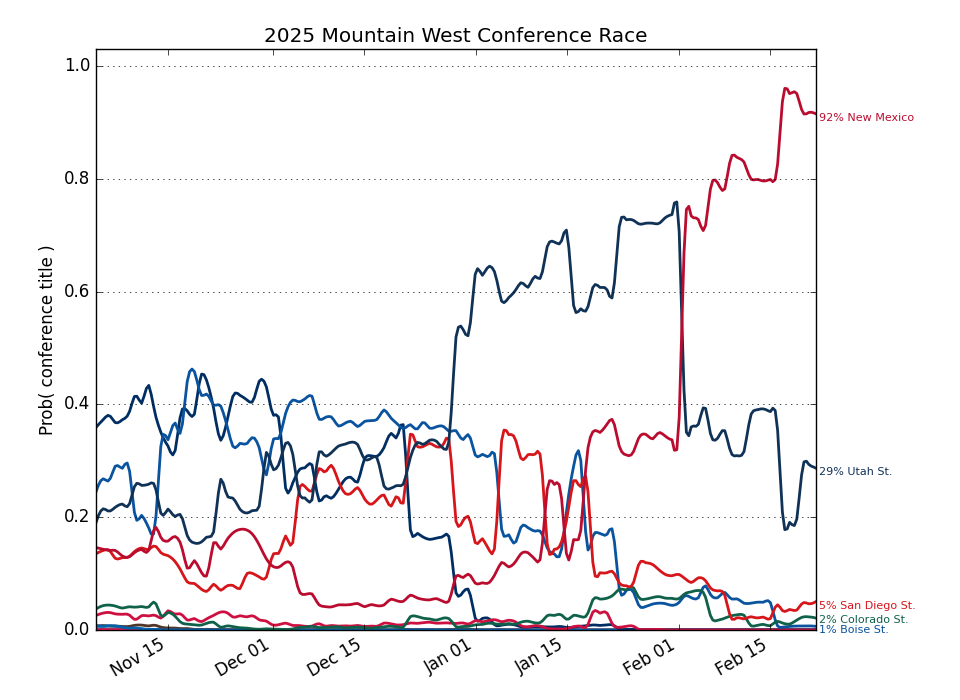 2025 Mountain West Conference Race
1.0
0.8
0.6
0.4
0.2
0.0
Prob( conference title )
92% New Mexico
29% Utah St.
5% San Diego St.
2% Colorado St.
1% Boise St.
Nov 15
Dec 01
Dec 15
Jan 01
Jan 15
Feb 01
Feb 15